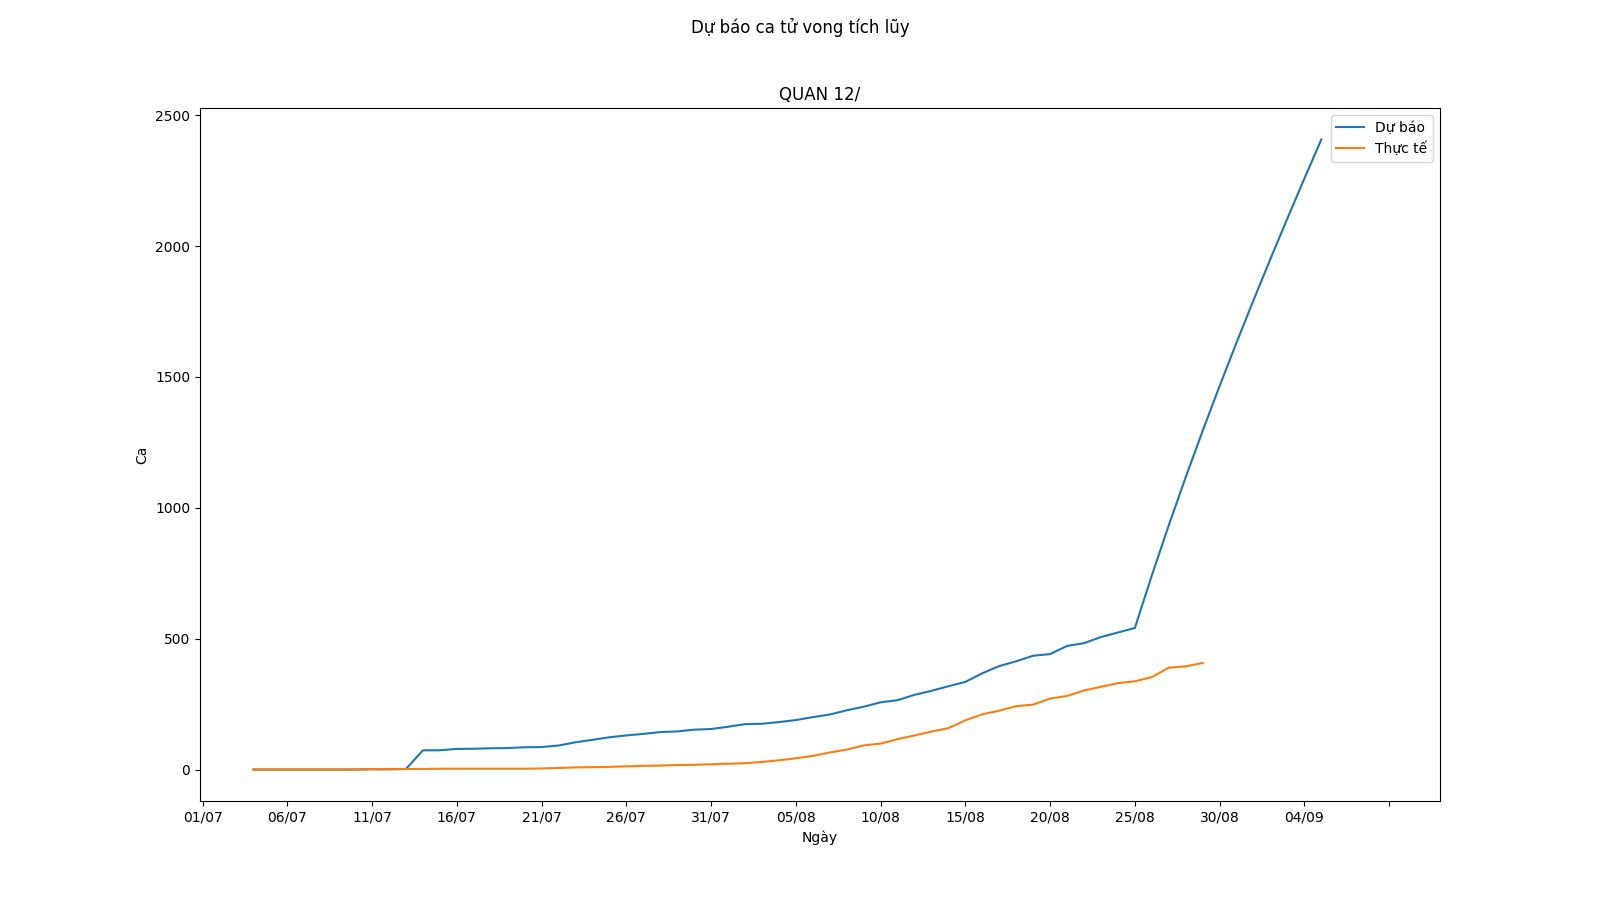 Dự báo ca tử vong tích lũy
QUAN 12/
Dự báo
Thực tế
2500
2000
1500
1000
500
0
Ca
01/07 06/07 11/07 16/07 21/07 26/07 31/07 05/08 10/08 15/08 20/08 25/08 30/08 04/09
Ngày